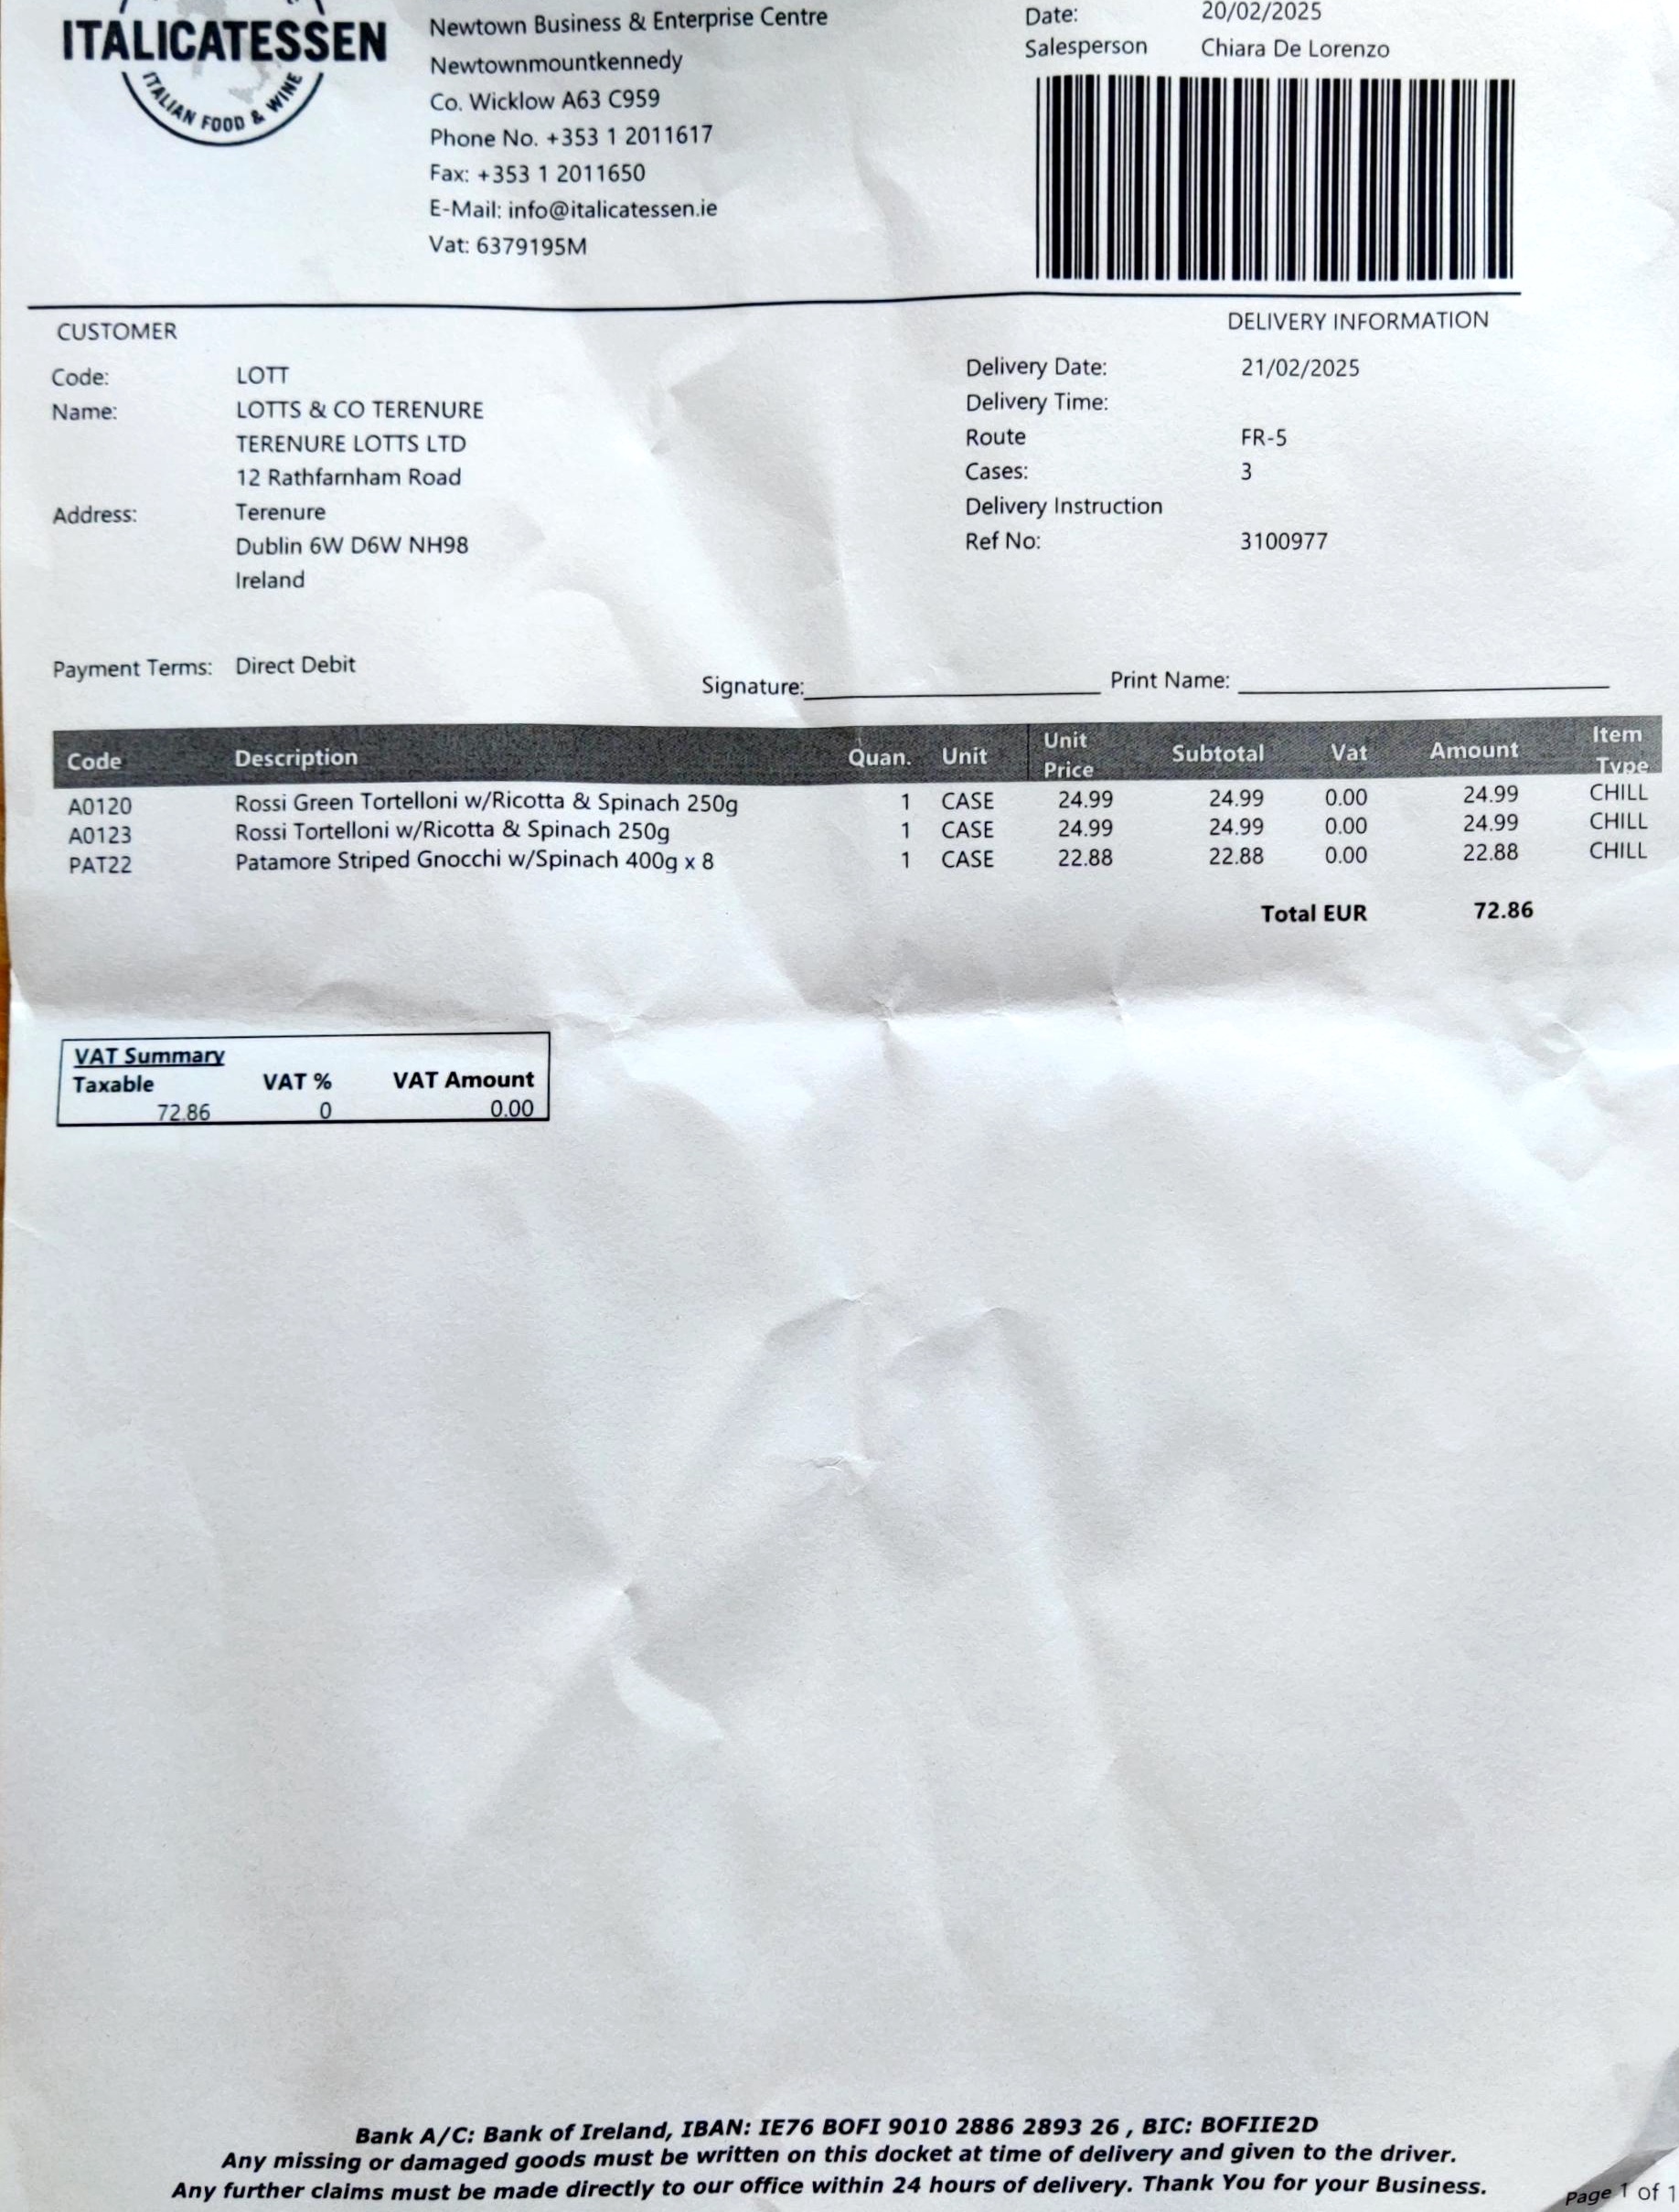 ITALICATESSEN
ITALIAN FOOD & WINE
Newtown Business & Enterprise Centre
Newtownmountkennedy
Co. Wicklow A63 C959
Phone No. +353 1 2011617
Fax: +353 1 2011650
E-Mail: info@italicatessen.ie
Vat: 6379195M
Date: 20/02/2025
Salesperson Chiara De Lorenzo
CUSTOMER
Code: LOTT
Name: LOTTS & CO TERENURE
TERENURE LOTTS LTD
12 Rathfarnham Road
Address: Terenure
Dublin 6W D6W NH98
Ireland
DELIVERY INFORMATION
Delivery Date: 21/02/2025
Delivery Time:
Route FR-5
Cases: 3
Delivery Instruction
Ref No: 3100977
Payment Terms: Direct Debit
Signature: Print Name:
Code Description Quan. Unit Unit Price Subtotal Vat Amount Item Type
A0120 Rossi Green Tortelloni w/Ricotta & Spinach 250g 1 CASE 24.99 24.99 0.00 24.99 CHILL
A0123 Rossi Tortelloni w/Ricotta & Spinach 250g 1 CASE 24.99 24.99 0.00 24.99 CHILL
PAT22 Patamore Striped Gnocchi w/Spinach 400g x 8 1 CASE 22.88 22.88 0.00 22.88 CHILL
Total EUR 72.86
VAT Summary
Taxable VAT % VAT Amount
72.86 0 0.00
Bank A/C: Bank of Ireland, IBAN: IE76 BOFI 9010 2886 2893 26 , BIC: BOFIIE2D
Any missing or damaged goods must be written on this docket at time of delivery and given to the driver.
Any further claims must be made directly to our office within 24 hours of delivery. Thank You for your Business.
Page 1 of 1